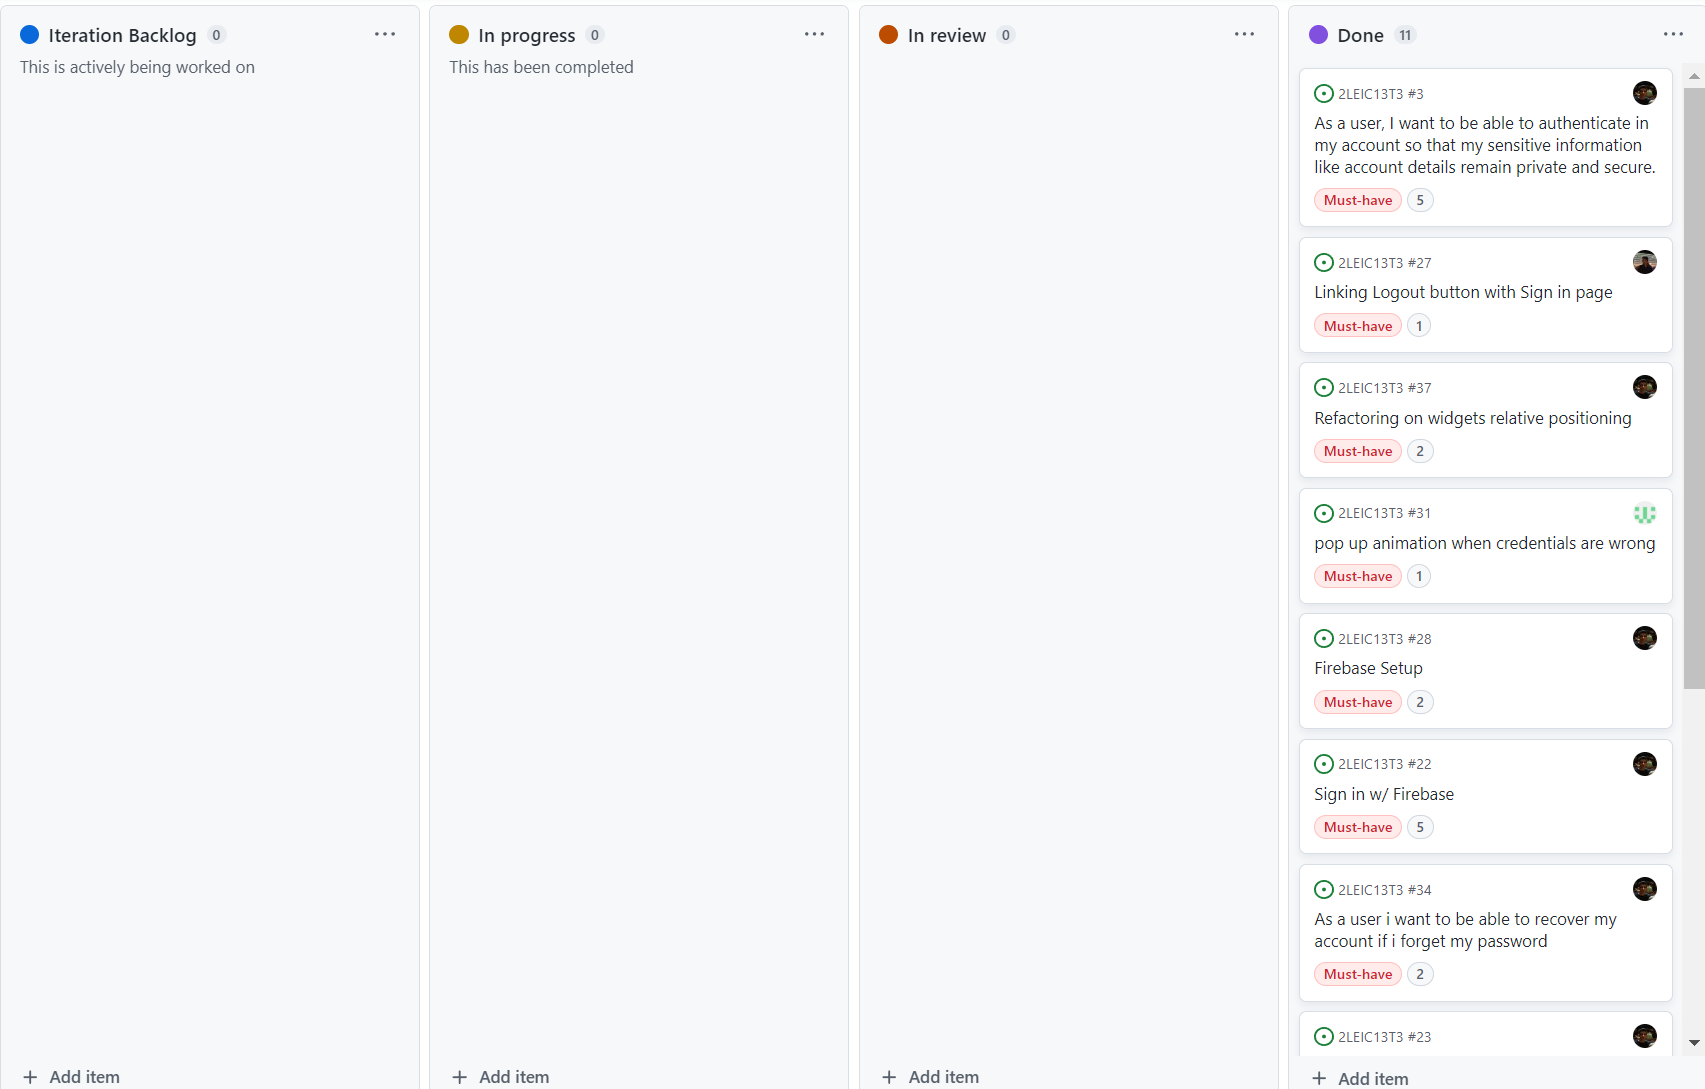 Iteration Backlog 0
This is actively being worked on
Add item
In progress 0
This has been completed
Add item
In review 0
Add item
Done 11
2LEIC13T3 #3
As a user, I want to be able to authenticate in
my account so that my sensitive information
like account details remain private and secure.
Must-have 5
2LEIC13T3 #27
Linking Logout button with Sign in page
Must-have 1
2LEIC13T3 #37
Refactoring on widgets relative positioning
Must-have 2
2LEIC13T3 #31
pop up animation when credentials are wrong
Must-have 1
2LEIC13T3 #28
Firebase Setup
Must-have 2
2LEIC13T3 #22
Sign in w/ Firebase
Must-have 5
2LEIC13T3 #34
As a user i want to be able to recover my
account if i forget my password
Must-have 2
2LEIC13T3 #23
Add item